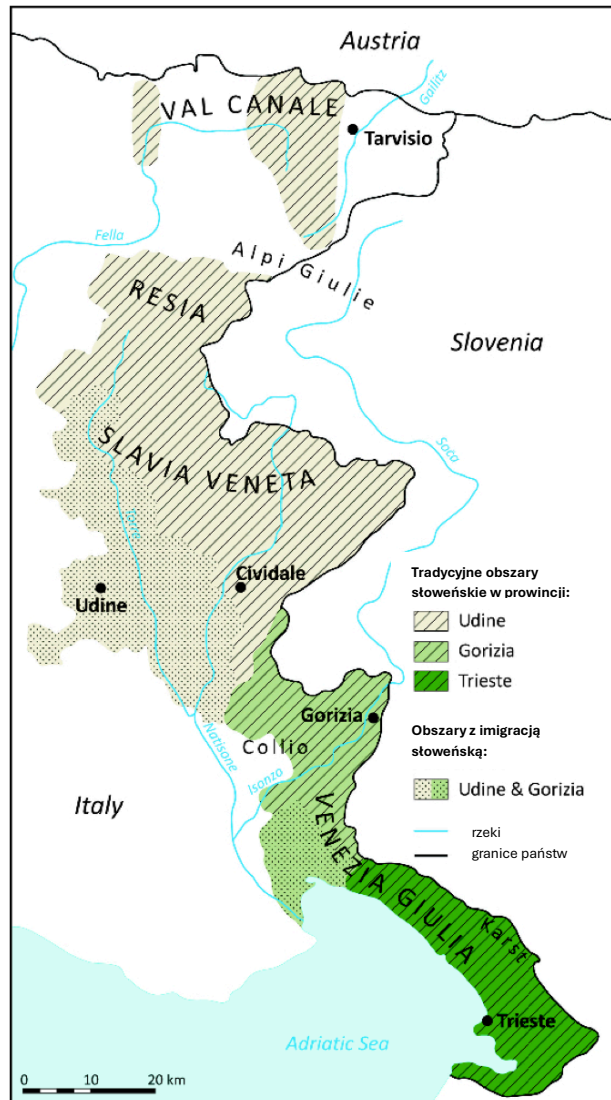 Austria
VAL CANALE
Gailitz
Tarvisio
Fella
Alpi Giulie
RESIA
Slovenia
SLAVIA VENETA
Soca
Torre
Cividale
Udine
Tradycyjne obszary
słoweńskie w prowincji:
Udine
Gorizia
Trieste
Gorizia
Collio
Natisone
Isonza
Obszary z imigracją
słoweńską:
Udine & Gorizia
Italy
rzeki
granice państw
VENEZIA GIULIA
Karst
Trieste
Adriatic Sea
0 10 20 km